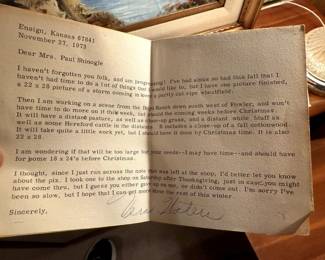 Ensign, Kansas 67841
November 27, 1973
Dear Mrs. Paul Shinogle
I haven't forgotten you folk, and am progressing! I've had since so bad this fall that I
haven't had time to do a lot of things that I would like to, but I have one picture finished,
a 22 x 28 picture of a storm coming in over a partly cut ripe wheatfield.
Then I am working on a scene from the ranch down south west of Fowler, and won't
have time to do more on it this week, but should the coming weeks before Christmas.
It will have a distant pasture, as well as close-up grass, and a distant white bluff as
well as some Hereford cattle in the distance. It includes a close-up of a fall cottonwood.
It will take quite a little work yet, but I should have it done by Christmas time. It is also
22 x 28.
I am wondering if that will be too large for your needs--I may have time--and should have
for some 18 x 24's before Christmas.
I thought, since I just ran across the note that was left at the shop, I'd better let you know
about the pix. I took one to the shop on Saturday after Thanksgiving, just in case you might
have come thru, but I guess you either gave up on me, or didn't come out. I'm sorry I've
been so slow, but I hope that I can get more done the rest of this winter.
Sincerely,